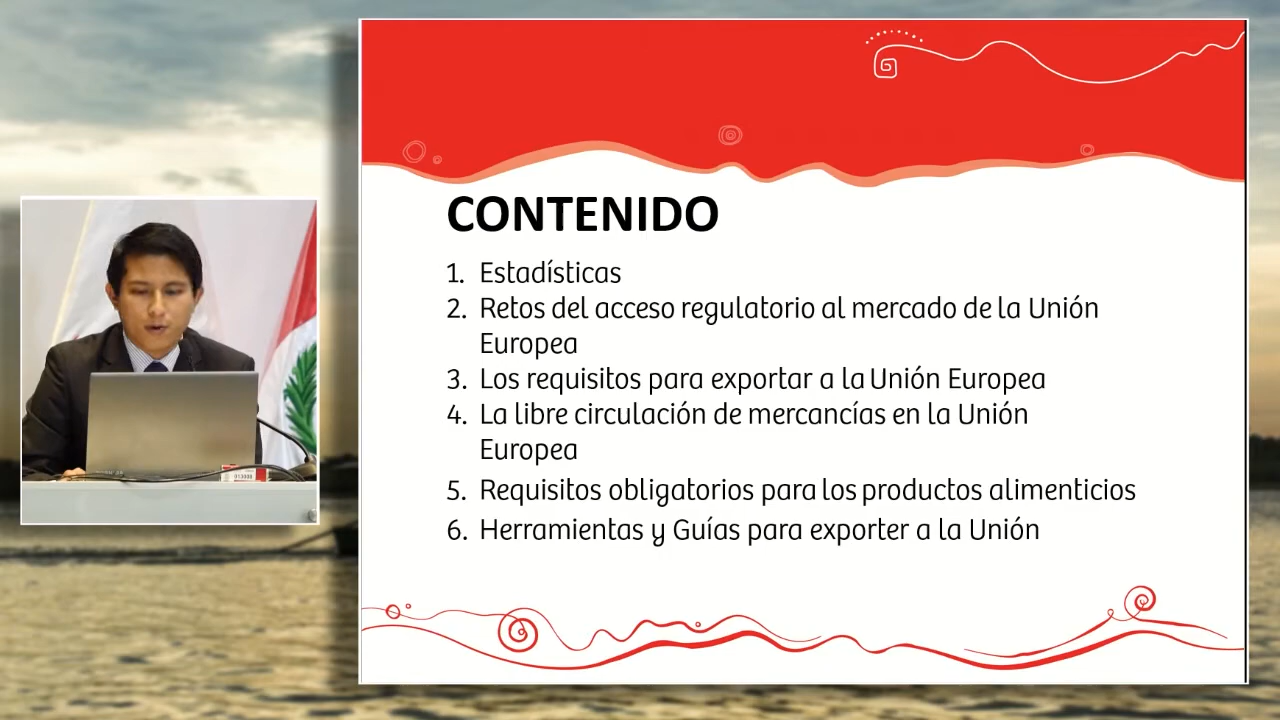 CONTENIDO
1. Estadísticas
2. Retos del acceso regulatorio al mercado de la Unión
Europea
3. Los requisitos para exportar a la Unión Europea
4. La libre circulación de mercancías en la Unión
Europea
5. Requisitos obligatorios para los productos alimenticios
6. Herramientas y Guías para exporter a la Unión